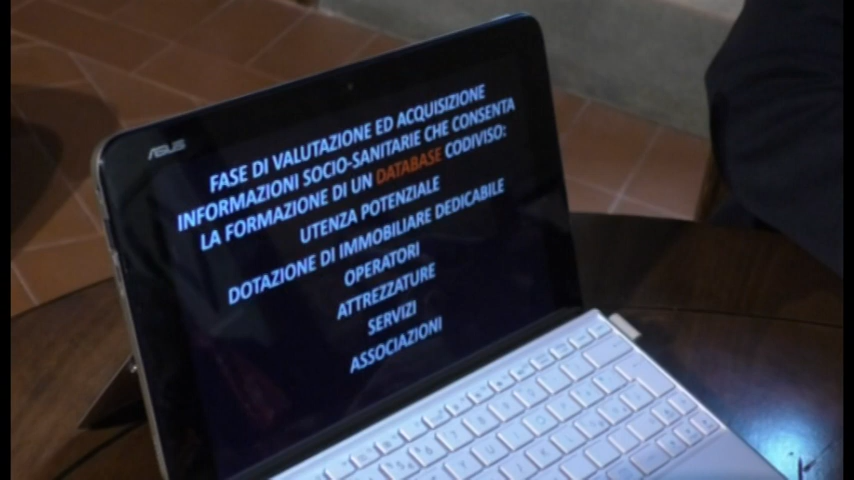 ASUS
FASE DI VALUTAZIONE ED ACQUISIZIONE
INFORMAZIONI SOCIO-SANITARIE CHE CONSENTA
LA FORMAZIONE DI UN DATABASE CODIVISO:
UTENZA POTENZIALE
DOTAZIONE DI IMMOBILIARE DEDICABILE
OPERATORI
ATTREZZATURE
SERVIZI
ASSOCIAZIONI